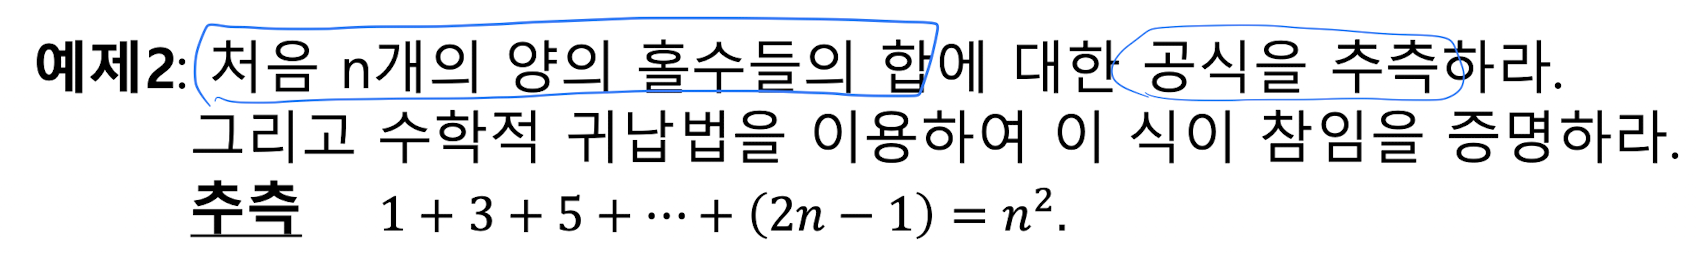 예제2: 처음 n개의 양의 홀수들의 합에 대한 공식을 추측하라.
그리고 수학적 귀납법을 이용하여 이 식이 참임을 증명하라.
추측 1 + 3 + 5 + ⋯ + (2n − 1) = n².